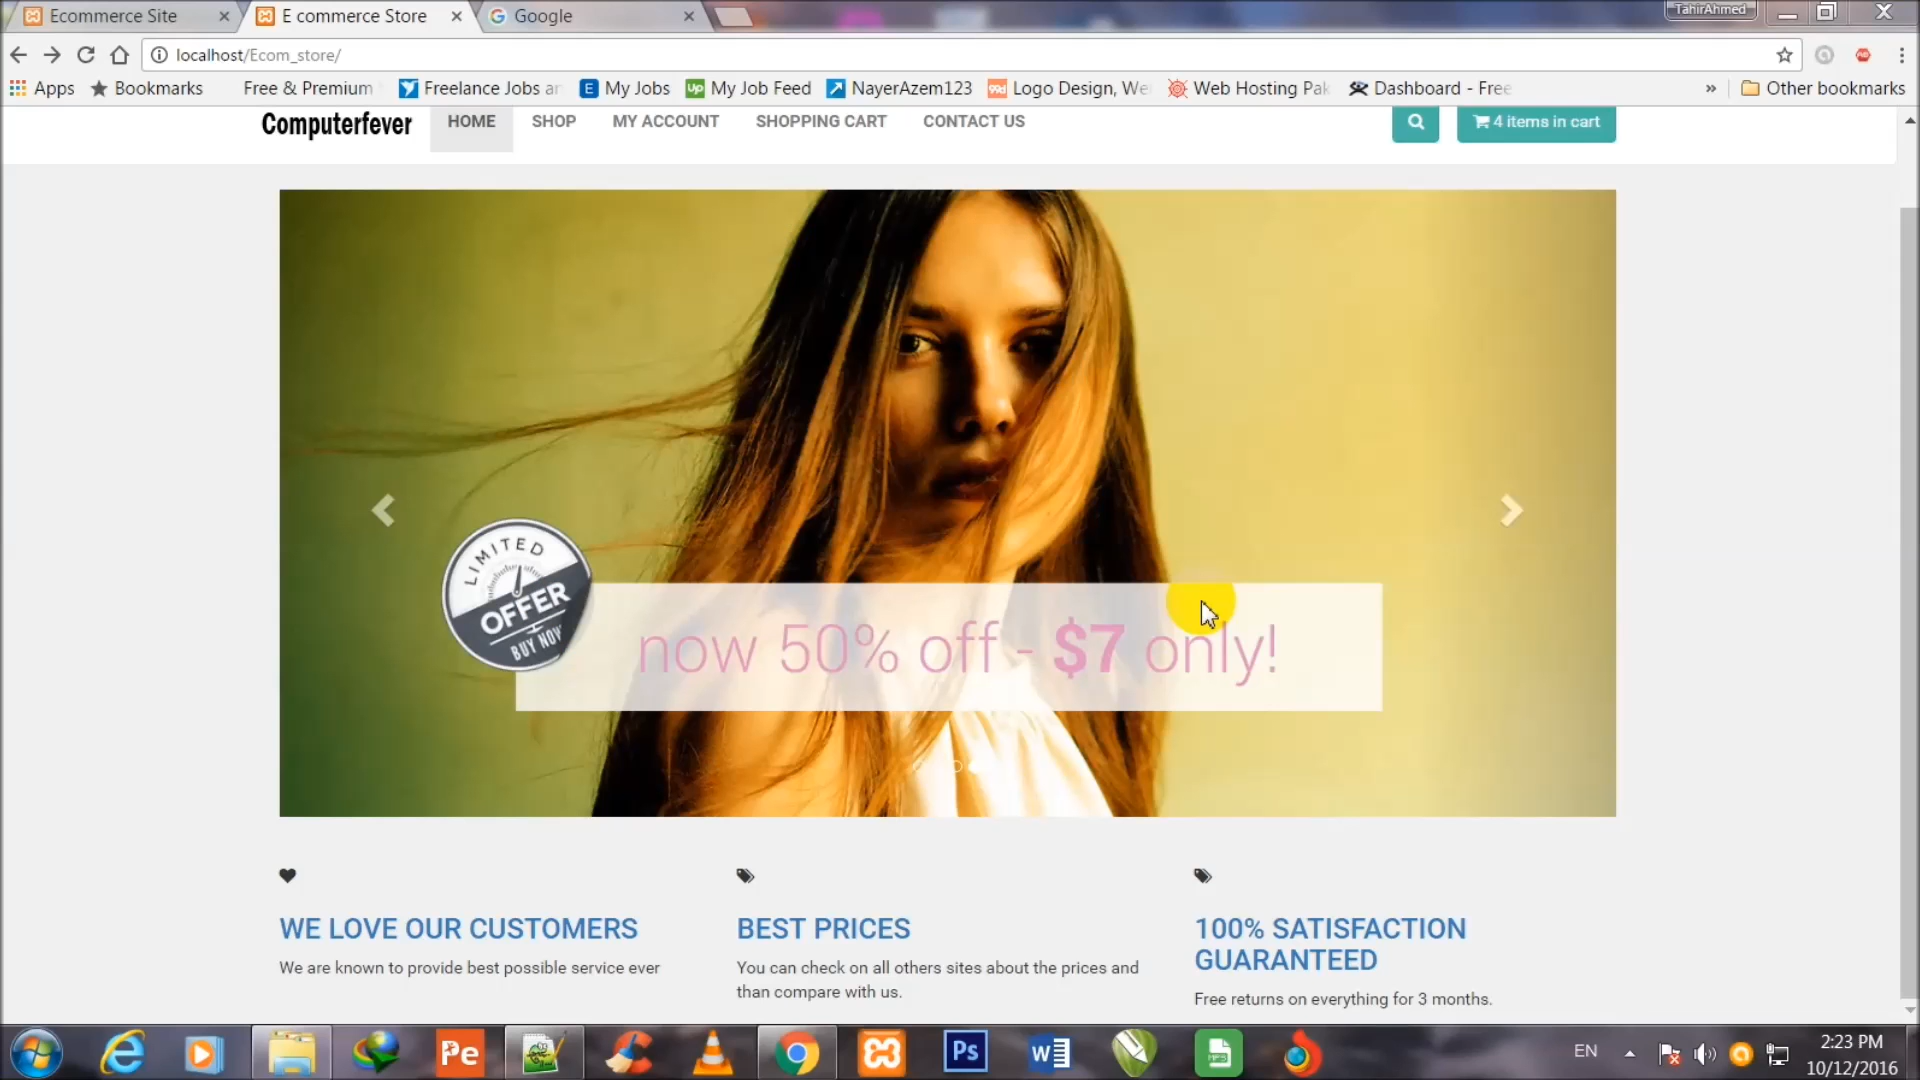 Ecommerce Site
E commerce Store
Google
TahirAhmed
localhost/Ecom_store/
Apps
Bookmarks
Free & Premium
Freelance Jobs an
My Jobs
My Job Feed
NayerAzem123
99d Logo Design, We
Web Hosting Pak
Dashboard - Free
»
Other bookmarks
Computerfever
HOME
SHOP
MY ACCOUNT
SHOPPING CART
CONTACT US
4 items in cart
LIMITED
OFFER
BUY NOW
now 50% off - $7 only!
WE LOVE OUR CUSTOMERS
We are known to provide best possible service ever
BEST PRICES
You can check on all others sites about the prices and
than compare with us.
100% SATISFACTION
GUARANTEED
Free returns on everything for 3 months.
Pe
Ps
W
EN
2:23 PM
10/12/2016